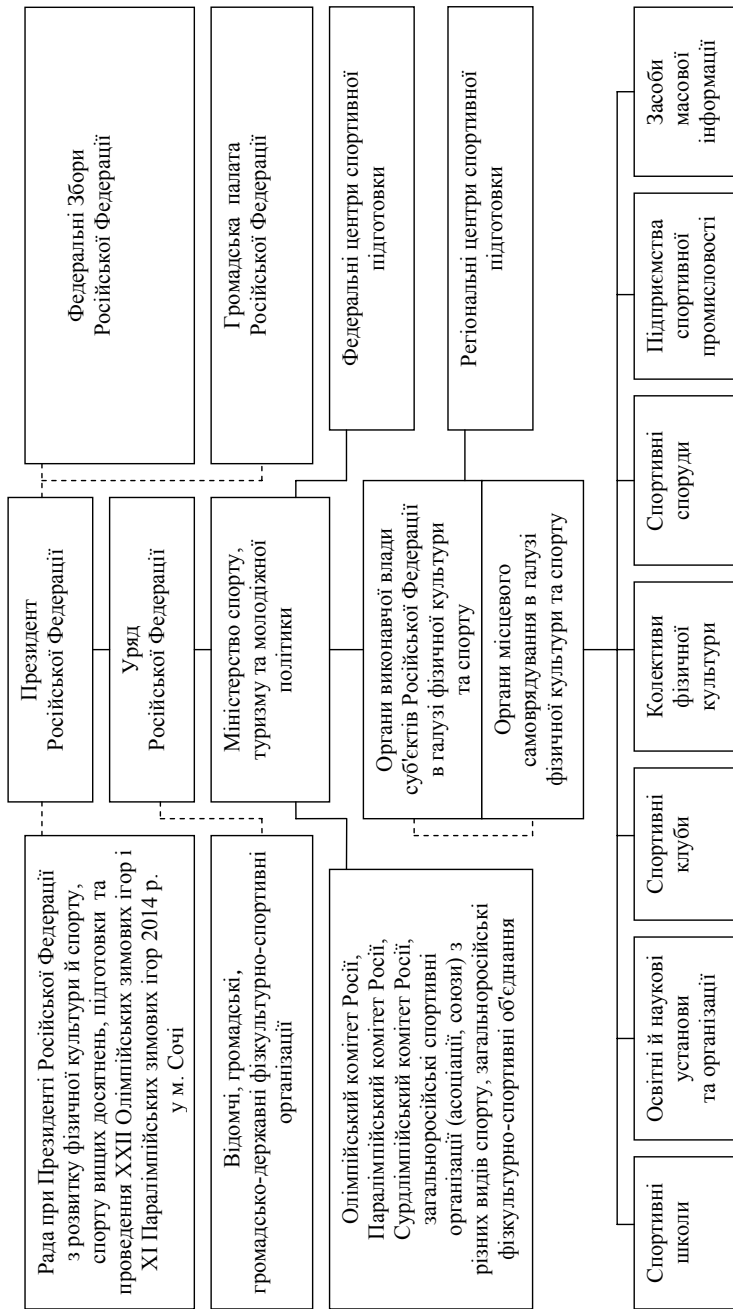 Президент
Російської Федерації
Федеральні Збори
Російської Федерації
Рада при Президенті Російської Федерації
з розвитку фізичної культури й спорту,
спорту вищих досягнень, підготовки та
проведення XXII Олімпійських зимових ігор і
XI Паралімпійських зимових ігор 2014 р.
у м. Сочі
Уряд
Російської Федерації
Відомчі, громадські,
громадсько-державні фізкультурно-спортивні
організації
Міністерство спорту,
туризму та молодіжної
політики
Громадська палата
Російської Федерації
Олімпійський комітет Росії,
Паралімпійський комітет Росії,
Сурдлімпійський комітет Росії,
загальноросійські спортивні
організації (асоціації, союзи) з
різних видів спорту, загальноросійські
фізкультурно-спортивні об'єднання
Федеральні центри спортивної
підготовки
Органи виконавчої влади
суб'єктів Російської Федерації
в галузі фізичної культури
та спорту
Регіональні центри спортивної
підготовки
Органи місцевого
самоврядування в галузі
фізичної культури та спорту
Спортивні
школи
Освітні й наукові
установи
та організації
Спортивні
клуби
Колективи
фізичної
культури
Спортивні
споруди
Підприємства
спортивної
промисловості
Засоби
масової
інформації